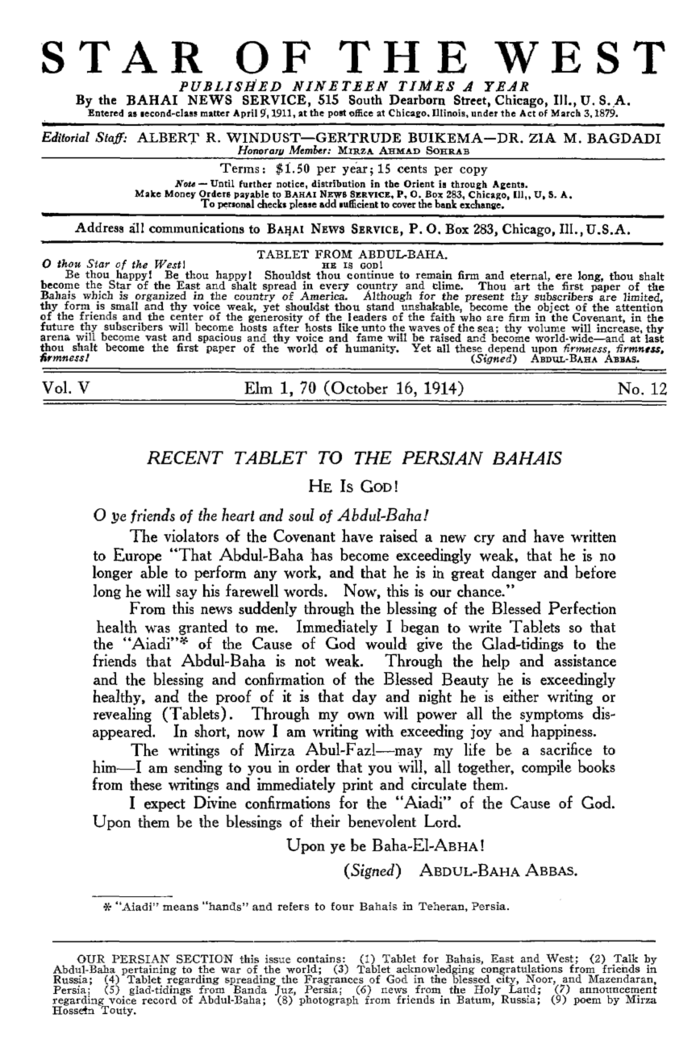 STAR OF THE WEST
PUBLISHED NINETEEN TIMES A YEAR
By the BAHAI NEWS SERVICE, 515 South Dearborn Street, Chicago, Ill., U. S. A.
Entered as second-class matter April 9, 1911, at the post office at Chicago, Illinois, under the Act of March 3, 1879.
Editorial Staff: ALBERT R. WINDUST—GERTRUDE BUIKEMA—DR. ZIA M. BAGDADI
Honorary Member: MIRZA AHMAD SOHRAB
Terms: $1.50 per year; 15 cents per copy
Note — Until further notice, distribution in the Orient is through Agents.
Make Money Orders payable to BAHAI NEWS SERVICE, P. O. Box 283, Chicago, Ill., U. S. A.
To personal checks please add sufficient to cover the bank exchange.
Address all communications to BAHAI NEWS SERVICE, P. O. Box 283, Chicago, Ill., U.S.A.
TABLET FROM ABDUL-BAHA.
O thou Star of the West! HE IS GOD!
Be thou happy! Be thou happy! Shouldst thou continue to remain firm and eternal, ere long, thou shalt
become the Star of the East and shalt spread in every country and clime. Thou art the first paper of the
Bahais which is organized in the country of America. Although for the present thy subscribers are limited,
thy form is small and thy voice weak, yet shouldst thou stand unshakable, become the object of the attention
of the friends and the center of the generosity of the leaders of the faith who are firm in the Covenant, in the
future thy subscribers will become hosts after hosts like unto the waves of the sea; thy volume will increase, thy
arena will become vast and spacious and thy voice and fame will be raised and become world-wide—and at last
thou shalt become the first paper of the world of humanity. Yet all these depend upon firmness, firmness,
firmness! (Signed) ABDUL-BAHA ABBAS.
Vol. V Elm 1, 70 (October 16, 1914) No. 12
RECENT TABLET TO THE PERSIAN BAHAIS
HE IS GOD!
O ye friends of the heart and soul of Abdul-Baha!
The violators of the Covenant have raised a new cry and have written
to Europe "That Abdul-Baha has become exceedingly weak, that he is no
longer able to perform any work, and that he is in great danger and before
long he will say his farewell words. Now, this is our chance."
From this news suddenly through the blessing of the Blessed Perfection
health was granted to me. Immediately I began to write Tablets so that
the "Aiadi"* of the Cause of God would give the Glad-tidings to the
friends that Abdul-Baha is not weak. Through the help and assistance
and the blessing and confirmation of the Blessed Beauty he is exceedingly
healthy, and the proof of it is that day and night he is either writing or
revealing (Tablets). Through my own will power all the symptoms dis-
appeared. In short, now I am writing with exceeding joy and happiness.
The writings of Mirza Abul-Fazl—may my life be a sacrifice to
him—I am sending to you in order that you will, all together, compile books
from these writings and immediately print and circulate them.
I expect Divine confirmations for the "Aiadi" of the Cause of God.
Upon them be the blessings of their benevolent Lord.
Upon ye be Baha-El-ABHA!
(Signed) ABDUL-BAHA ABBAS.
* "Aiadi" means "hands" and refers to four Bahais in Teheran, Persia.
OUR PERSIAN SECTION this issue contains: (1) Tablet for Bahais, East and West; (2) Talk by
Abdul-Baha pertaining to the war of the world; (3) Tablet acknowledging congratulations from friends in
Russia; (4) Tablet regarding spreading the Fragrances of God in the blessed city, Noor, and Mazendaran,
Persia; (5) glad-tidings from Banda Juz, Persia; (6) news from the Holy Land; (7) announcement
regarding voice record of Abdul-Baha; (8) photograph from friends in Batum, Russia; (9) poem by Mirza
Hossein Touty.